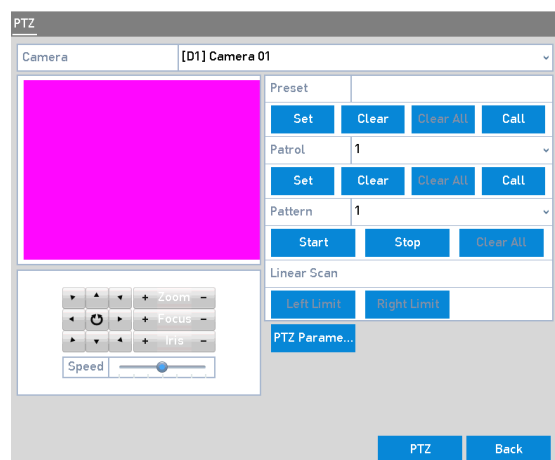 PTZ
Camera [D1] Camera 01
Preset
Set Clear Clear All Call
Patrol 1
Set Clear Clear All Call
Pattern 1
Start Stop Clear All
Linear Scan
Left Limit Right Limit
PTZ Parame...
+ Zoom -
+ Focus -
+ Iris -
Speed
PTZ Back